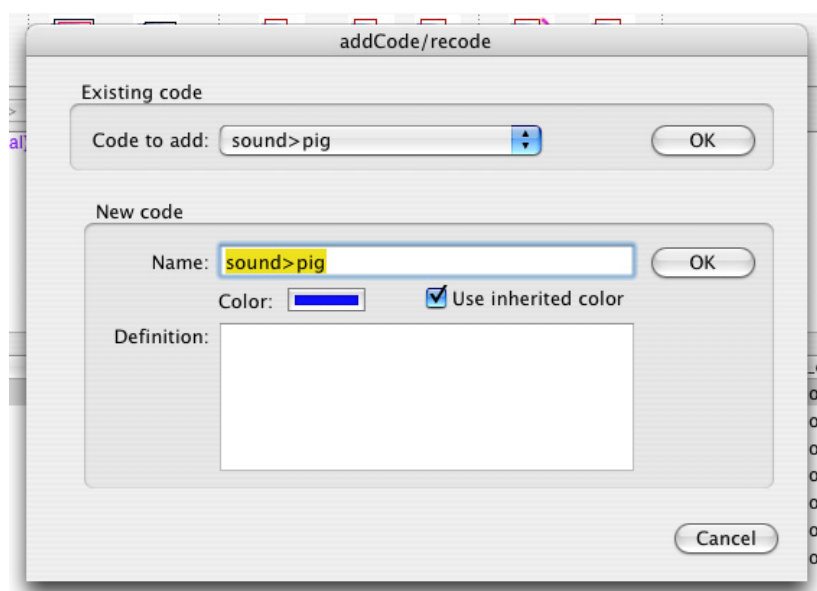 addCode/recode
Existing code
al)
Code to add: sound>pig OK
New code
Name: sound>pig OK
Color: Use inherited color
Definition:
Cancel